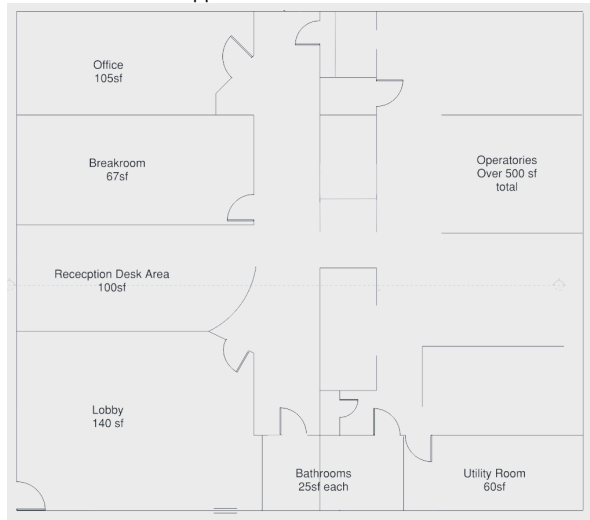 Office
105sf
Breakroom
67sf
Operatories
Over 500 sf
total
Rececption Desk Area
100sf
Lobby
140 sf
Bathrooms
25sf each
Utility Room
60sf